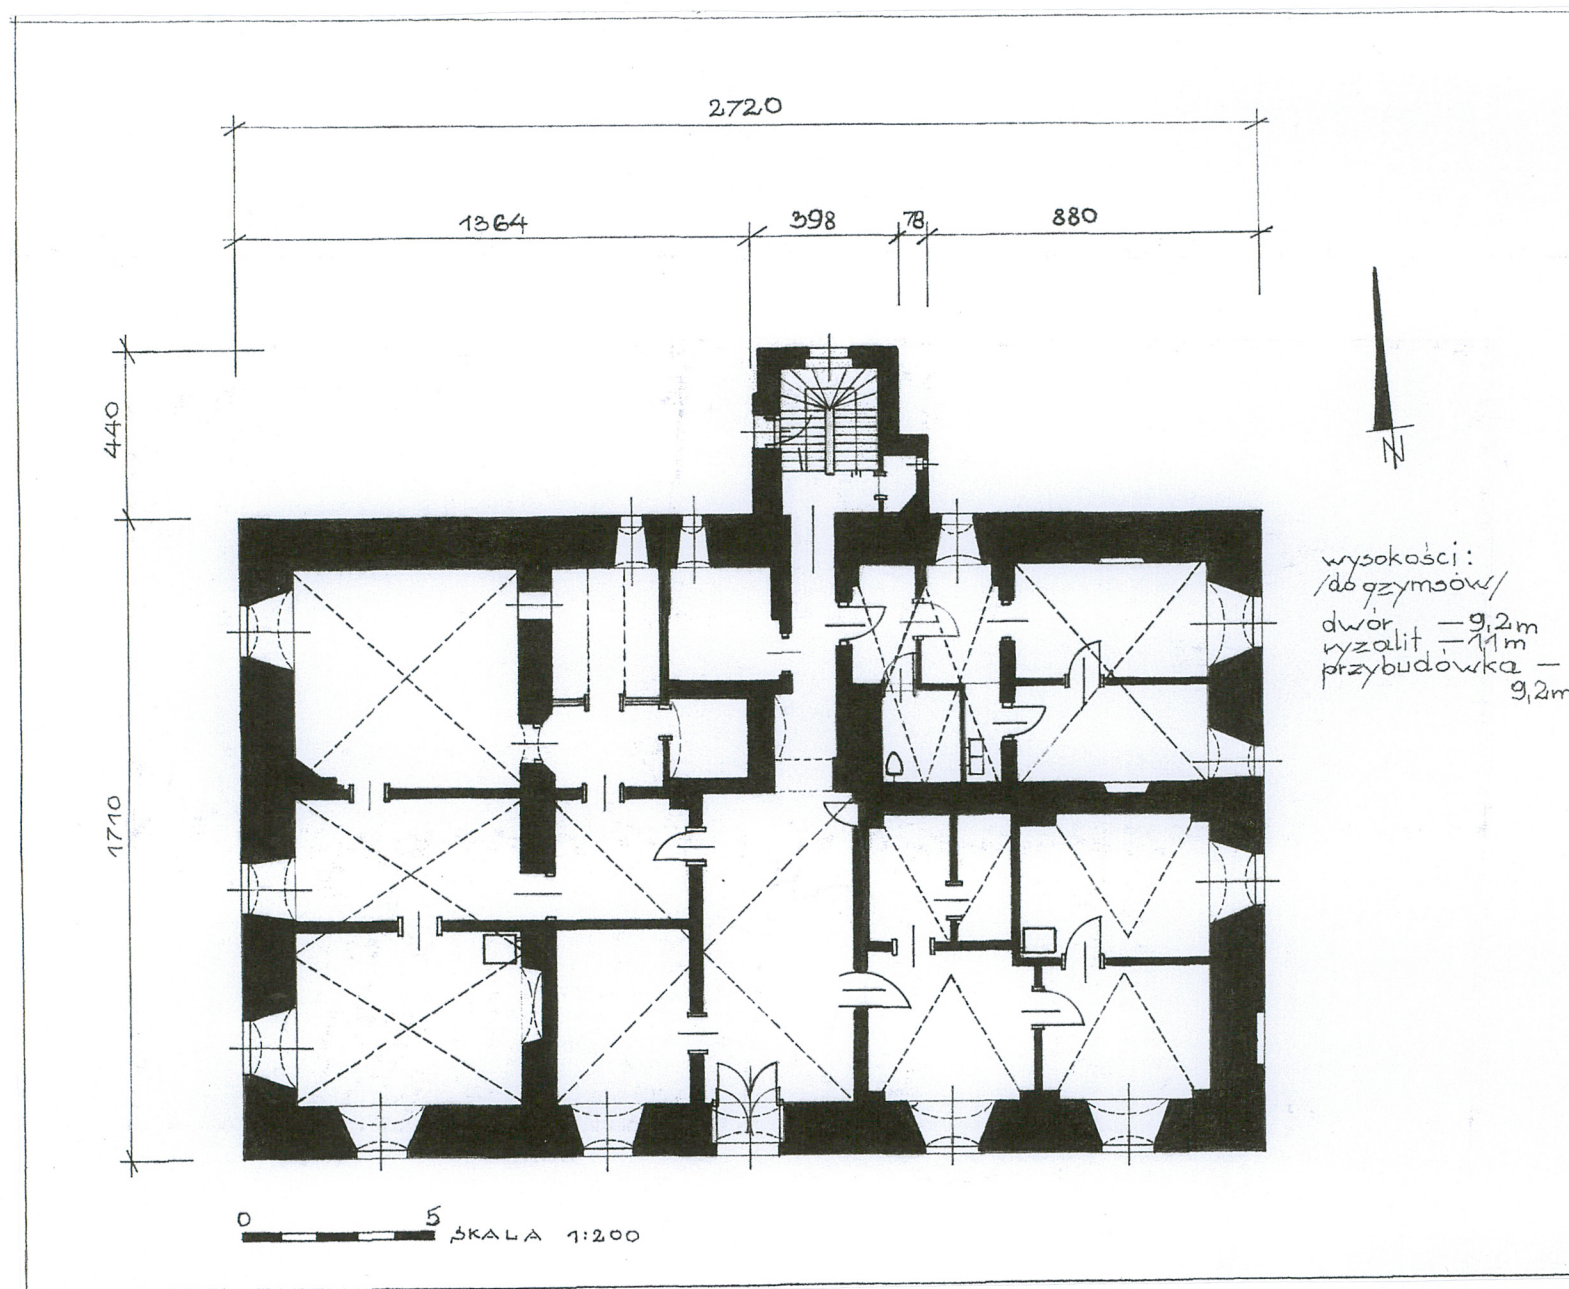 2720
1364 398 78 880
440
1710
N
wysokości:
/do gzymsów/
dwór — 9,2m
ryzalit — 11m
przybudówka —
9,2m
0 5 SKALA 1:200